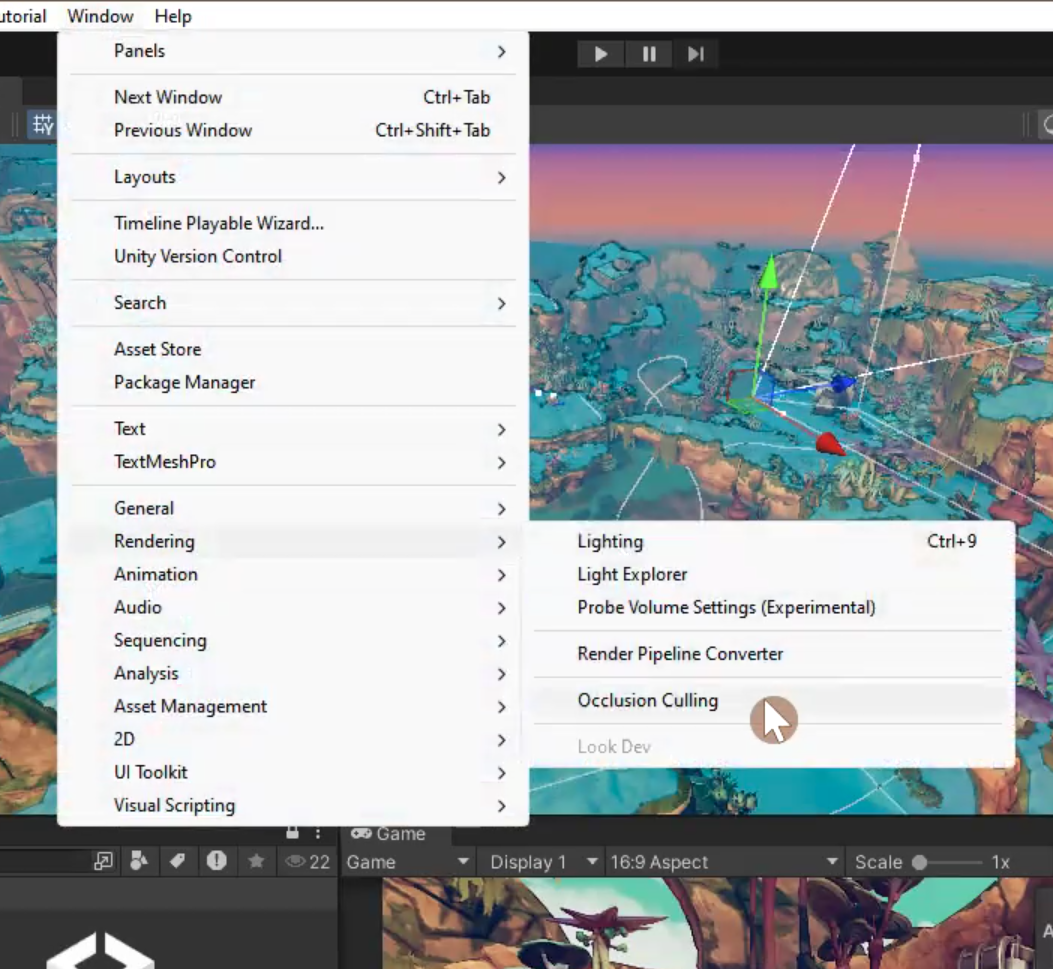 utorial Window Help
Panels
Next Window Ctrl+Tab
Previous Window Ctrl+Shift+Tab
Layouts
Timeline Playable Wizard...
Unity Version Control
Search
Asset Store
Package Manager
Text
TextMeshPro
General
Rendering
Animation
Audio
Sequencing
Analysis
Asset Management
2D
UI Toolkit
Visual Scripting
Lighting Ctrl+9
Light Explorer
Probe Volume Settings (Experimental)
Render Pipeline Converter
Occlusion Culling
Look Dev
Game
22 Game Display 1 16:9 Aspect Scale 1x
A